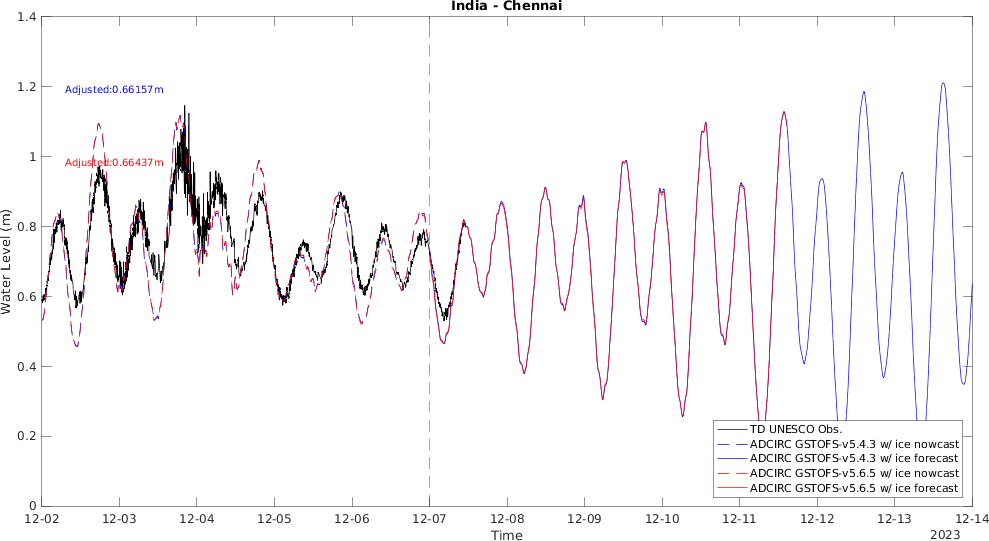 India - Chennai
1.4
1.2
1
0.8
0.6
0.4
0.2
0
Water Level (m)
Adjusted:0.66157m
Adjusted:0.66437m
TD UNESCO Obs.
ADCIRC GSTOFS-v5.4.3 w/ ice nowcast
ADCIRC GSTOFS-v5.4.3 w/ ice forecast
ADCIRC GSTOFS-v5.6.5 w/ ice nowcast
ADCIRC GSTOFS-v5.6.5 w/ ice forecast
12-02 12-03 12-04 12-05 12-06 12-07 12-08 12-09 12-10 12-11 12-12 12-13 12-14
Time
2023